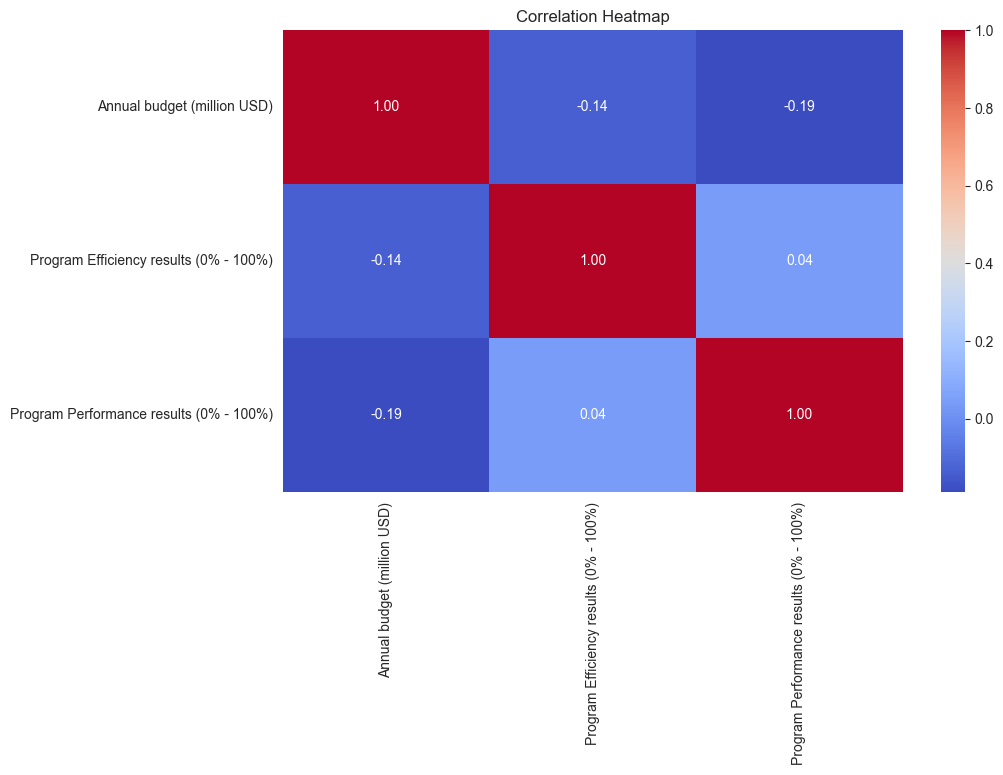 Correlation Heatmap
Annual budget (million USD)
1.00
-0.14
-0.19
Program Efficiency results (0% - 100%)
-0.14
1.00
0.04
Program Performance results (0% - 100%)
-0.19
0.04
1.00
Annual budget (million USD)
Program Efficiency results (0% - 100%)
Program Performance results (0% - 100%)
1.0
0.8
0.6
0.4
0.2
0.0